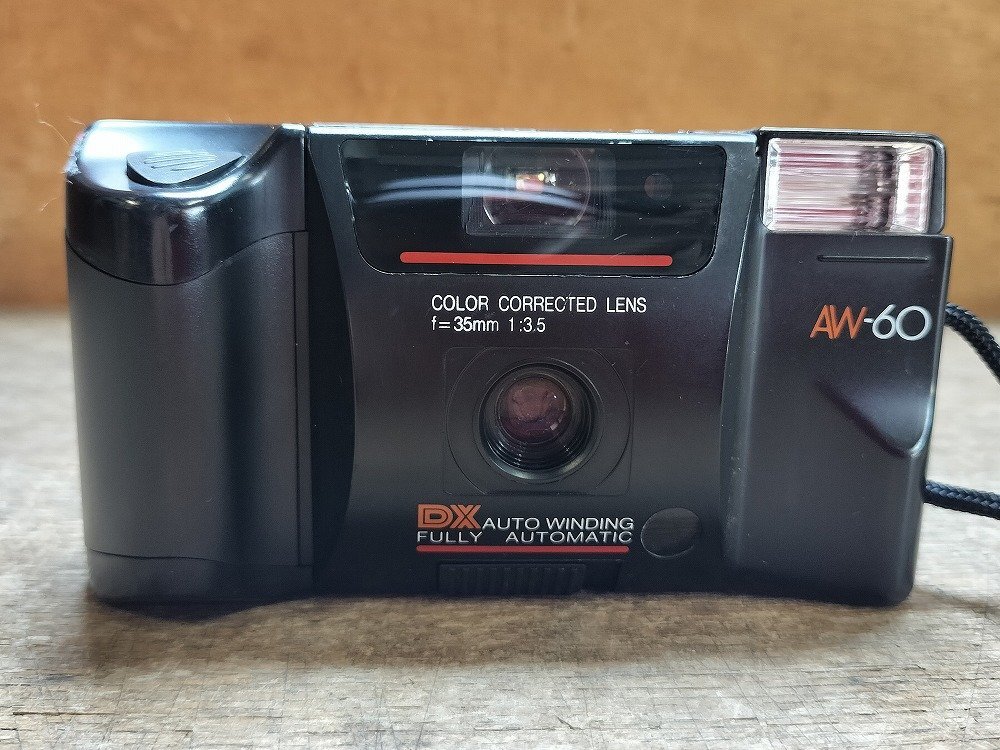 COLOR CORRECTED LENS
f=35mm 1:3.5
AW-60
DX AUTO WINDING
FULLY AUTOMATIC